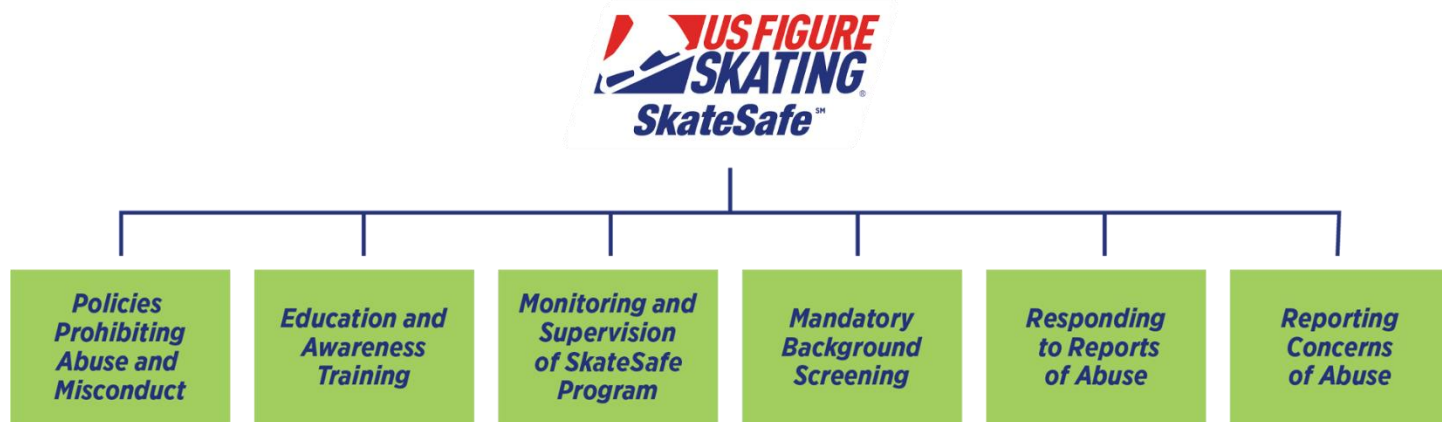 US FIGURE
SKATING®
SkateSafe℠
Policies
Prohibiting
Abuse and
Misconduct
Education and
Awareness
Training
Monitoring and
Supervision
of SkateSafe
Program
Mandatory
Background
Screening
Responding
to Reports
of Abuse
Reporting
Concerns
of Abuse